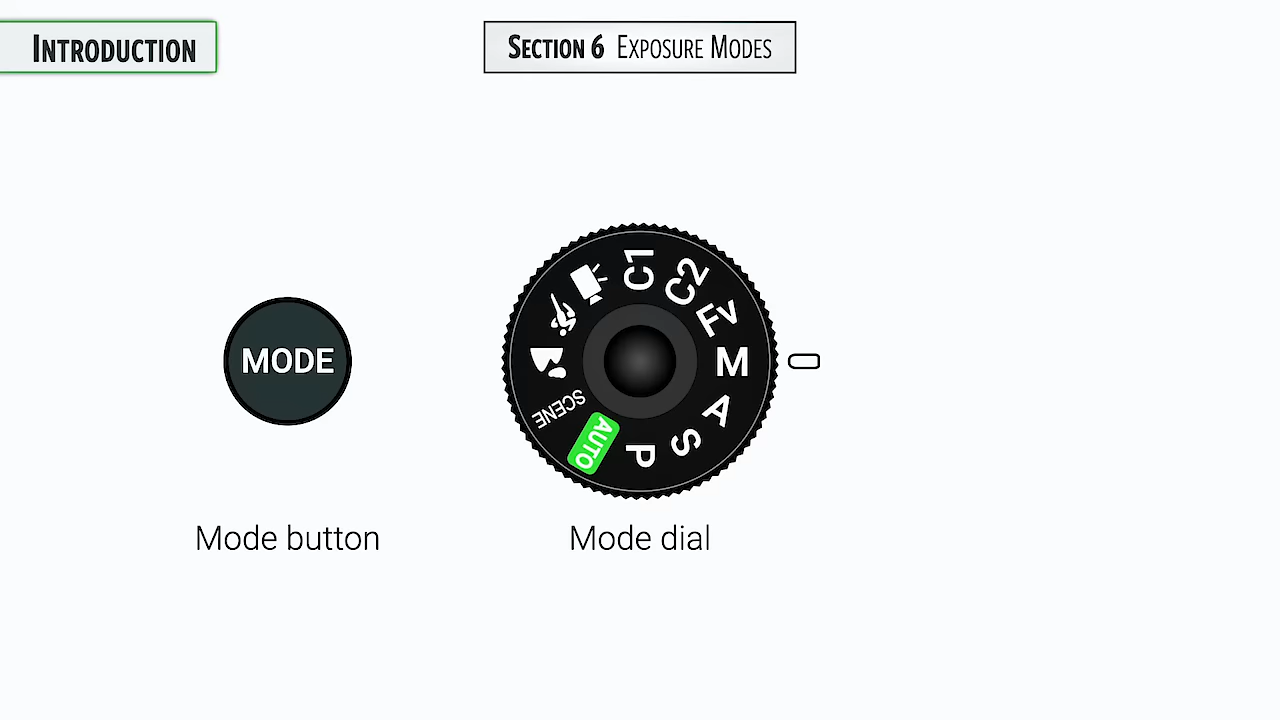 INTRODUCTION
SECTION 6 EXPOSURE MODES
MODE
C1
C2
Fv
M
A
S
P
AUTO
SCENE
Mode button
Mode dial